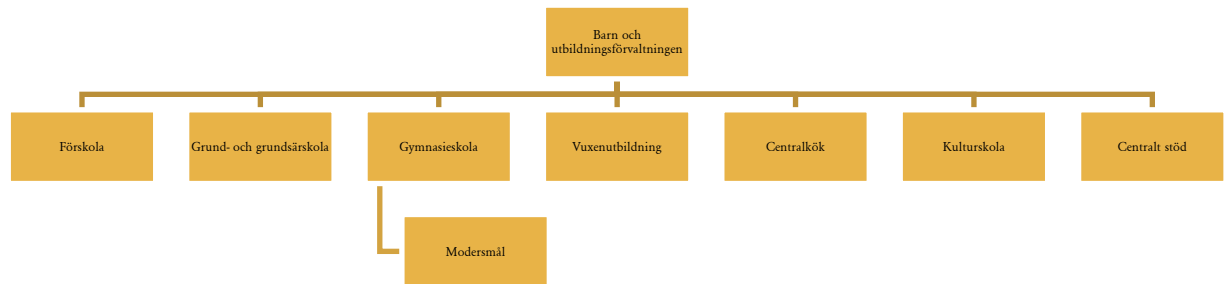 Barn och
utbildningsförvaltningen
Förskola
Grund- och grundsärskola
Gymnasieskola
Vuxenutbildning
Centralkök
Kulturskola
Centralt stöd
Modersmål